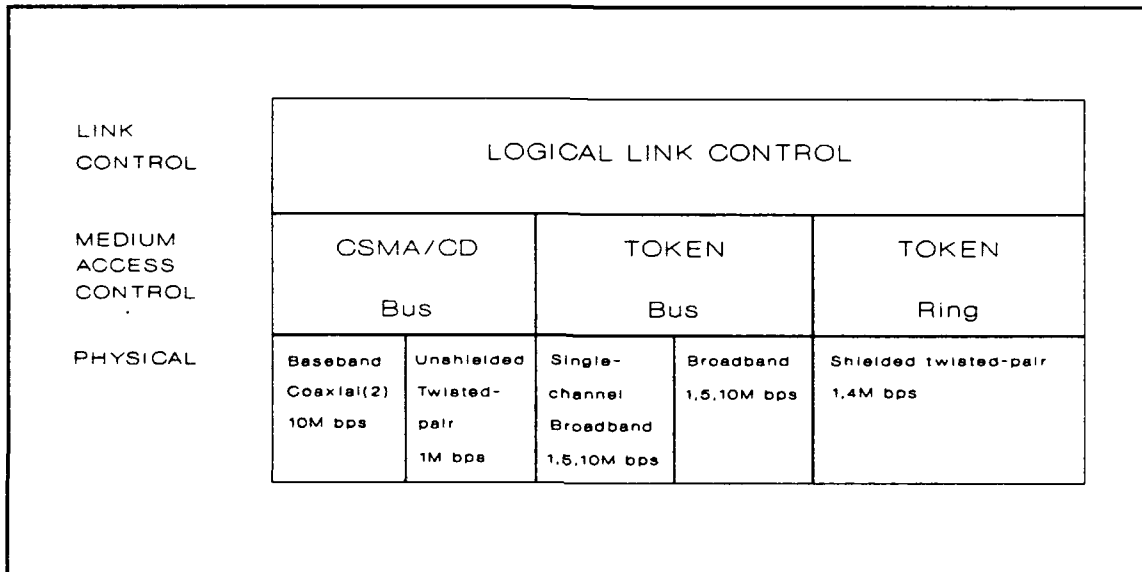 LINK
CONTROL
LOGICAL LINK CONTROL
MEDIUM
ACCESS
CONTROL
CSMA/CD
Bus
TOKEN
Bus
TOKEN
Ring
PHYSICAL
Baseband
Coaxial(2)
10M bps
Unshielded
Twisted-
pair
1M bps
Single-
channel
Broadband
1,5,10M bps
Broadband
1,5,10M bps
Shielded twisted-pair
1,4M bps